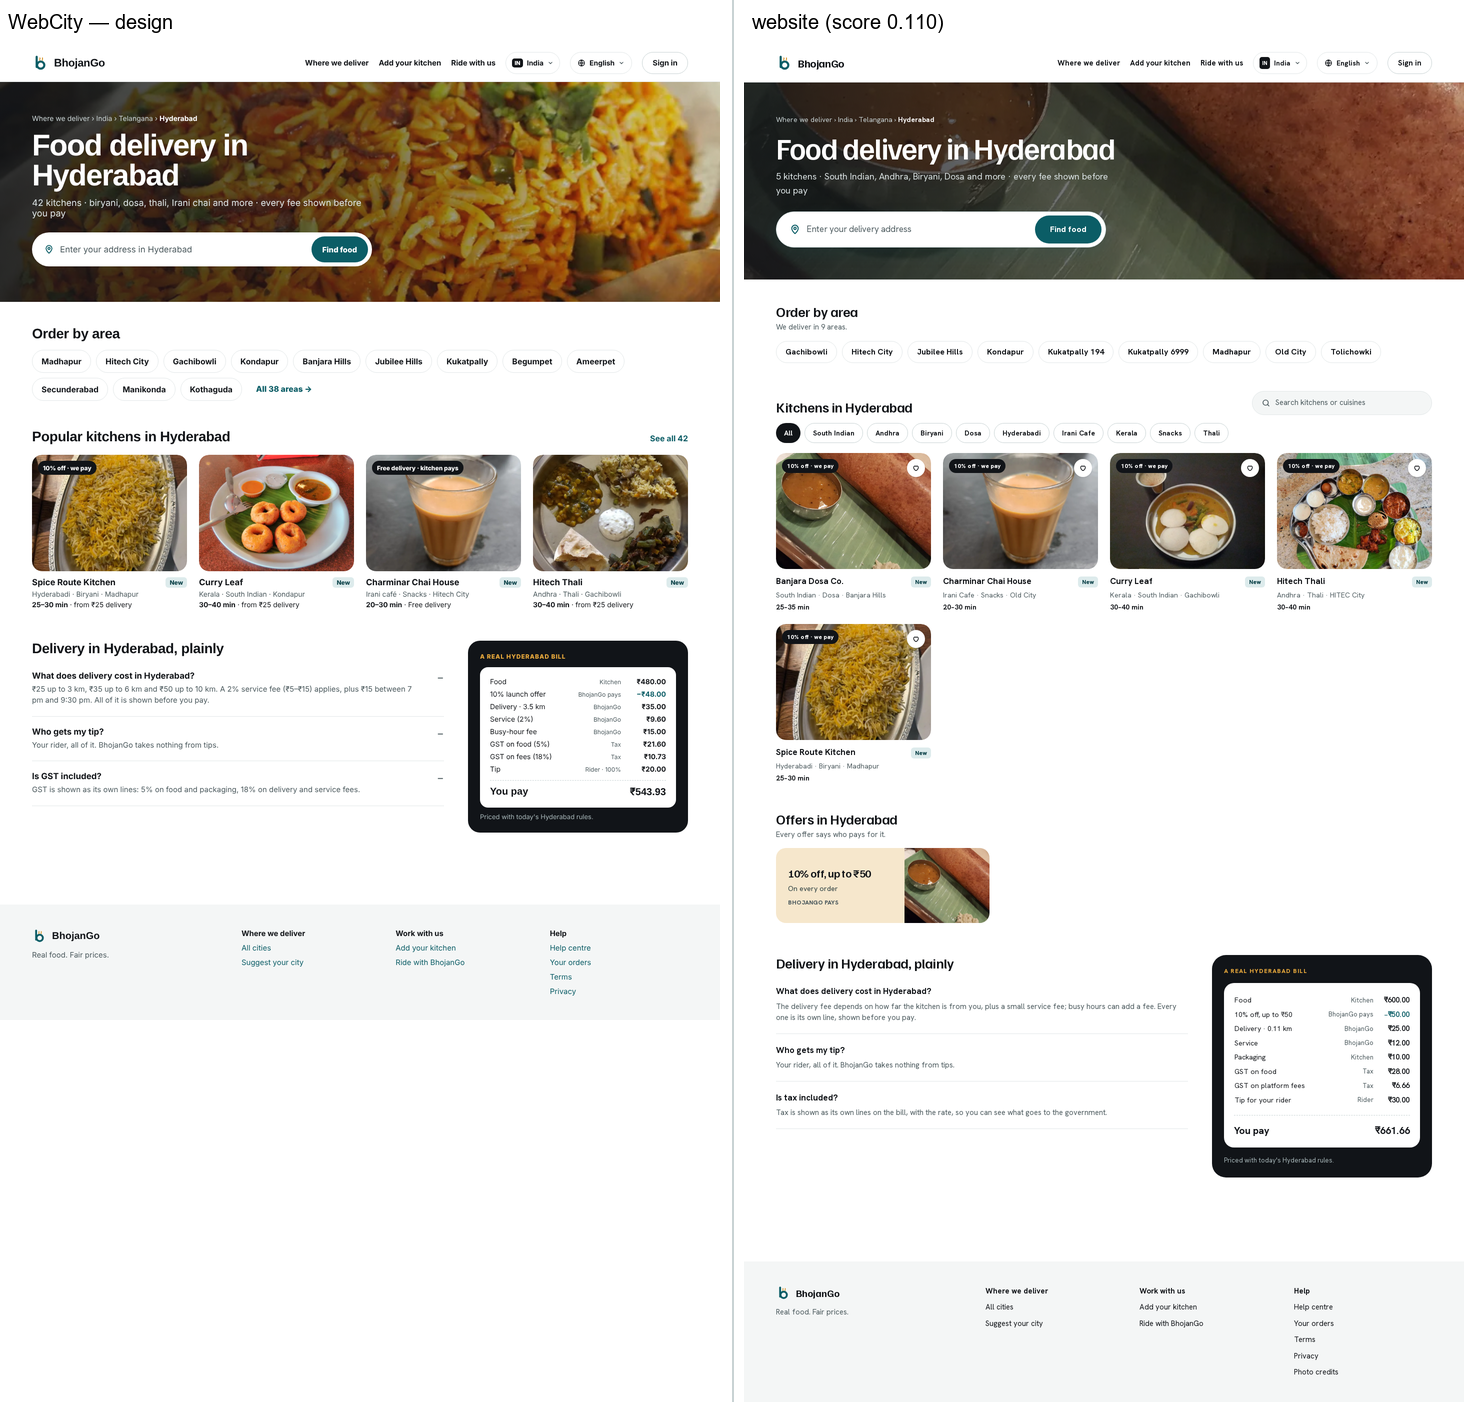 WebCity — design
BhojanGo
Where we deliver
Add your kitchen
Ride with us
IN India
English
Sign in
Where we deliver › India › Telangana › Hyderabad
Food delivery in
Hyderabad
42 kitchens · biryani, dosa, thali, Irani chai and more · every fee shown before
you pay
Enter your address in Hyderabad
Find food
Order by area
Madhapur
Hitech City
Gachibowli
Kondapur
Banjara Hills
Jubilee Hills
Kukatpally
Begumpet
Ameerpet
Secunderabad
Manikonda
Kothaguda
All 38 areas →
Popular kitchens in Hyderabad
See all 42
10% off · we pay
Free delivery · kitchen pays
Spice Route Kitchen
New
Hyderabadi · Biryani · Madhapur
25–30 min · from ₹25 delivery
Curry Leaf
New
Kerala · South Indian · Kondapur
30–40 min · from ₹25 delivery
Charminar Chai House
New
Irani café · Snacks · Hitech City
20–30 min · Free delivery
Hitech Thali
New
Andhra · Thali · Gachibowli
30–40 min · from ₹25 delivery
Delivery in Hyderabad, plainly
What does delivery cost in Hyderabad?
₹25 up to 3 km, ₹35 up to 6 km and ₹50 up to 10 km. A 2% service fee (₹5–₹15) applies, plus ₹15 between 7
pm and 9:30 pm. All of it is shown before you pay.
Who gets my tip?
Your rider, all of it. BhojanGo takes nothing from tips.
Is GST included?
GST is shown as its own lines: 5% on food and packaging, 18% on delivery and service fees.
A REAL HYDERABAD BILL
Food Kitchen ₹480.00
10% launch offer BhojanGo pays −₹48.00
Delivery · 3.5 km BhojanGo ₹35.00
Service (2%) BhojanGo ₹9.60
Busy-hour fee BhojanGo ₹15.00
GST on food (5%) Tax ₹21.60
GST on fees (18%) Tax ₹10.73
Tip Rider · 100% ₹20.00
You pay ₹543.93
Priced with today's Hyderabad rules.
BhojanGo
Real food. Fair prices.
Where we deliver
All cities
Suggest your city
Work with us
Add your kitchen
Ride with BhojanGo
Help
Help centre
Your orders
Terms
Privacy
website (score 0.110)
BhojanGo
Where we deliver
Add your kitchen
Ride with us
IN India
English
Sign in
Where we deliver › India › Telangana › Hyderabad
Food delivery in Hyderabad
5 kitchens · South Indian, Andhra, Biryani, Dosa and more · every fee shown before
you pay
Enter your delivery address
Find food
Order by area
We deliver in 9 areas.
Gachibowli
Hitech City
Jubilee Hills
Kondapur
Kukatpally 194
Kukatpally 6999
Madhapur
Old City
Tolichowki
Kitchens in Hyderabad
Search kitchens or cuisines
All
South Indian
Andhra
Biryani
Dosa
Hyderabadi
Irani Cafe
Kerala
Snacks
Thali
10% off · we pay
10% off · we pay
10% off · we pay
10% off · we pay
Banjara Dosa Co.
New
South Indian · Dosa · Banjara Hills
25–35 min
Charminar Chai House
New
Irani Cafe · Snacks · Old City
20–30 min
Curry Leaf
New
Kerala · South Indian · Gachibowli
30–40 min
Hitech Thali
New
Andhra · Thali · HITEC City
30–40 min
10% off · we pay
Spice Route Kitchen
New
Hyderabadi · Biryani · Madhapur
25–30 min
Offers in Hyderabad
Every offer says who pays for it.
10% off, up to ₹50
On every order
BHOJANGO PAYS
Delivery in Hyderabad, plainly
What does delivery cost in Hyderabad?
The delivery fee depends on how far the kitchen is from you, plus a small service fee; busy hours can add a fee. Every
one is its own line, shown before you pay.
Who gets my tip?
Your rider, all of it. BhojanGo takes nothing from tips.
Is tax included?
Tax is shown as its own lines on the bill, with the rate, so you can see what goes to the government.
A REAL HYDERABAD BILL
Food Kitchen ₹600.00
10% off, up to ₹50 BhojanGo pays −₹50.00
Delivery · 0.11 km BhojanGo ₹25.00
Service BhojanGo ₹12.00
Packaging Kitchen ₹10.00
GST on food Tax ₹28.00
GST on platform fees Tax ₹6.66
Tip for your rider Rider ₹30.00
You pay ₹661.66
Priced with today's Hyderabad rules.
BhojanGo
Real food. Fair prices.
Where we deliver
All cities
Suggest your city
Work with us
Add your kitchen
Ride with BhojanGo
Help
Help centre
Your orders
Terms
Privacy
Photo credits